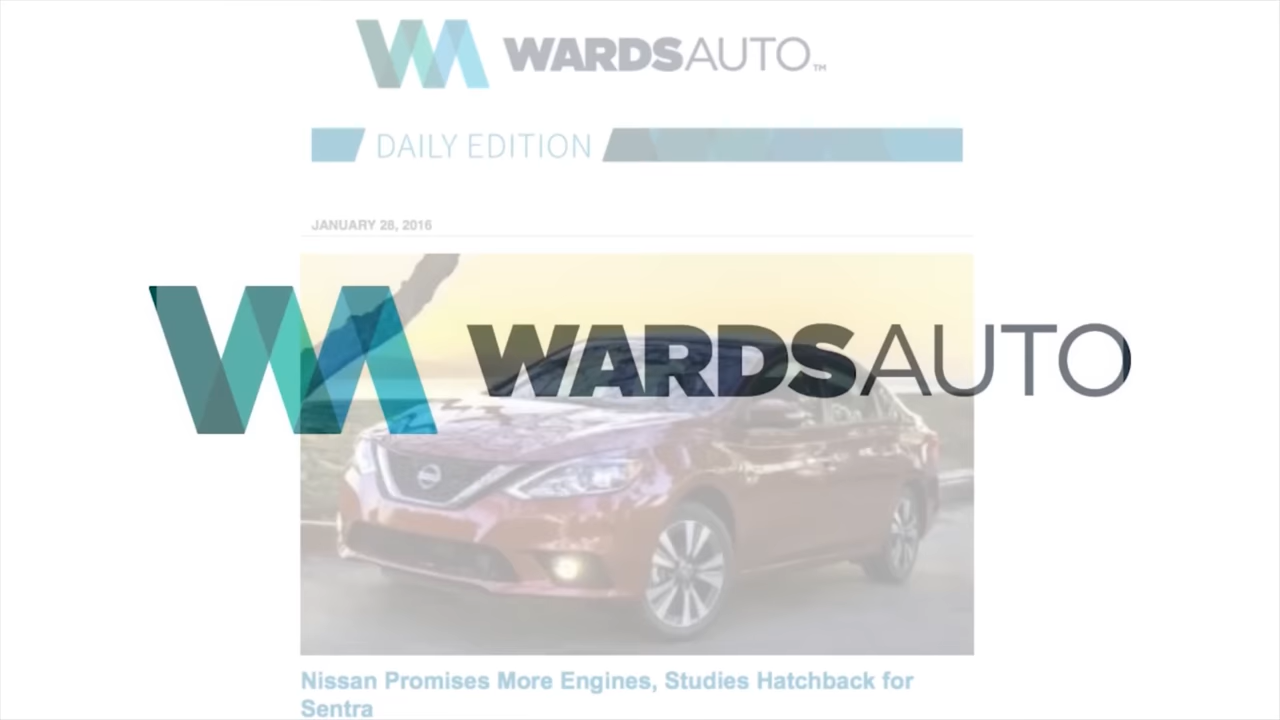 WARDSAUTO™
DAILY EDITION
JANUARY 28, 2016
WARDSAUTO
Nissan Promises More Engines, Studies Hatchback for
Sentra